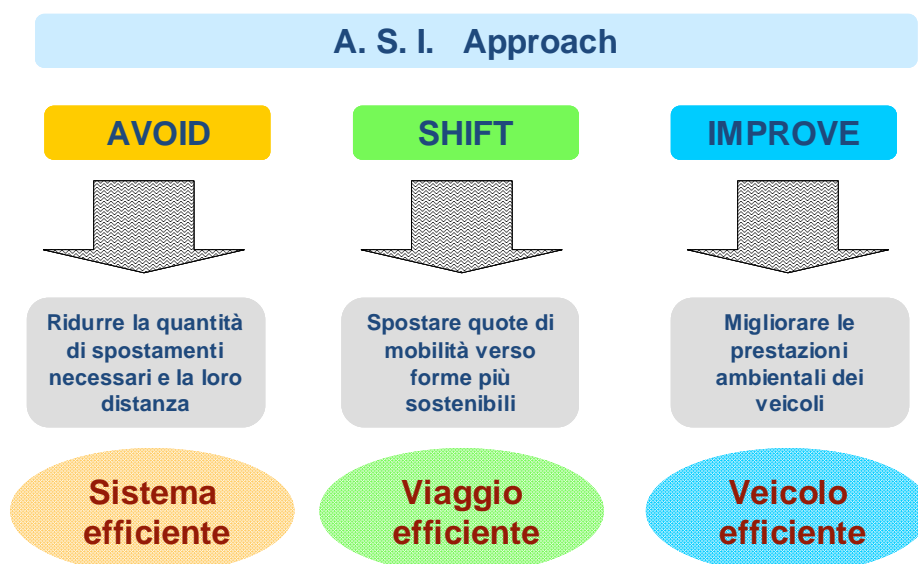 A. S. I. Approach
AVOID
SHIFT
IMPROVE
Ridurre la quantità
di spostamenti
necessari e la loro
distanza
Spostare quote di
mobilità verso
forme più
sostenibili
Migliorare le
prestazioni
ambientali dei
veicoli
Sistema
efficiente
Viaggio
efficiente
Veicolo
efficiente